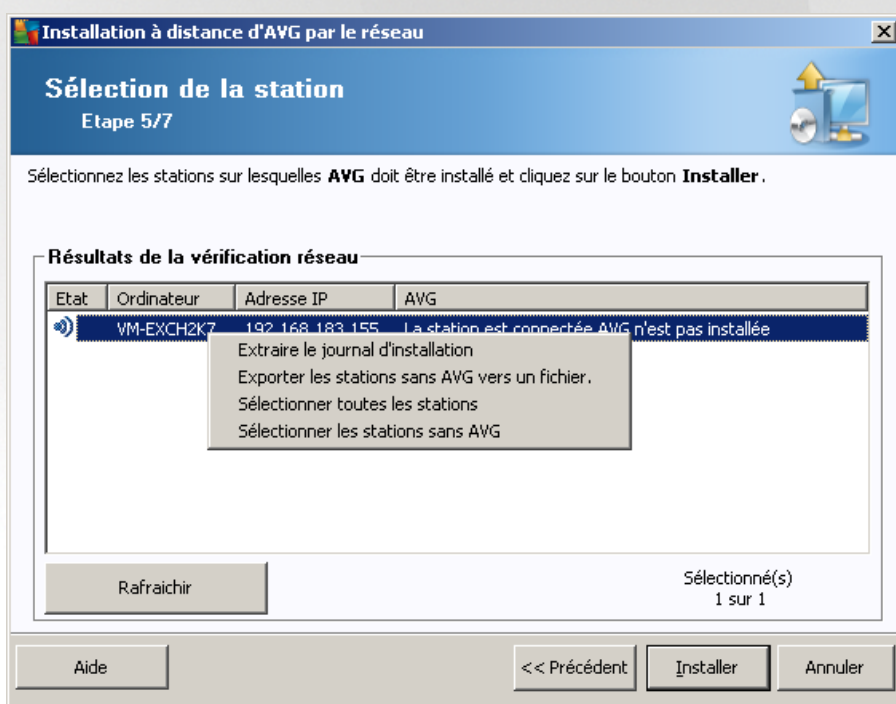 Installation à distance d'AVG par le réseau
Sélection de la station
Etape 5/7
Sélectionnez les stations sur lesquelles AVG doit être installé et cliquez sur le bouton Installer.
Résultats de la vérification réseau
Etat Ordinateur Adresse IP AVG
VM-EXCH2K7 192.168.183.155 La station est connectée AVG n'est pas installée
Extraire le journal d'installation
Exporter les stations sans AVG vers un fichier.
Sélectionner toutes les stations
Sélectionner les stations sans AVG
Rafraichir
Sélectionné(s)
1 sur 1
Aide << Précédent Installer Annuler